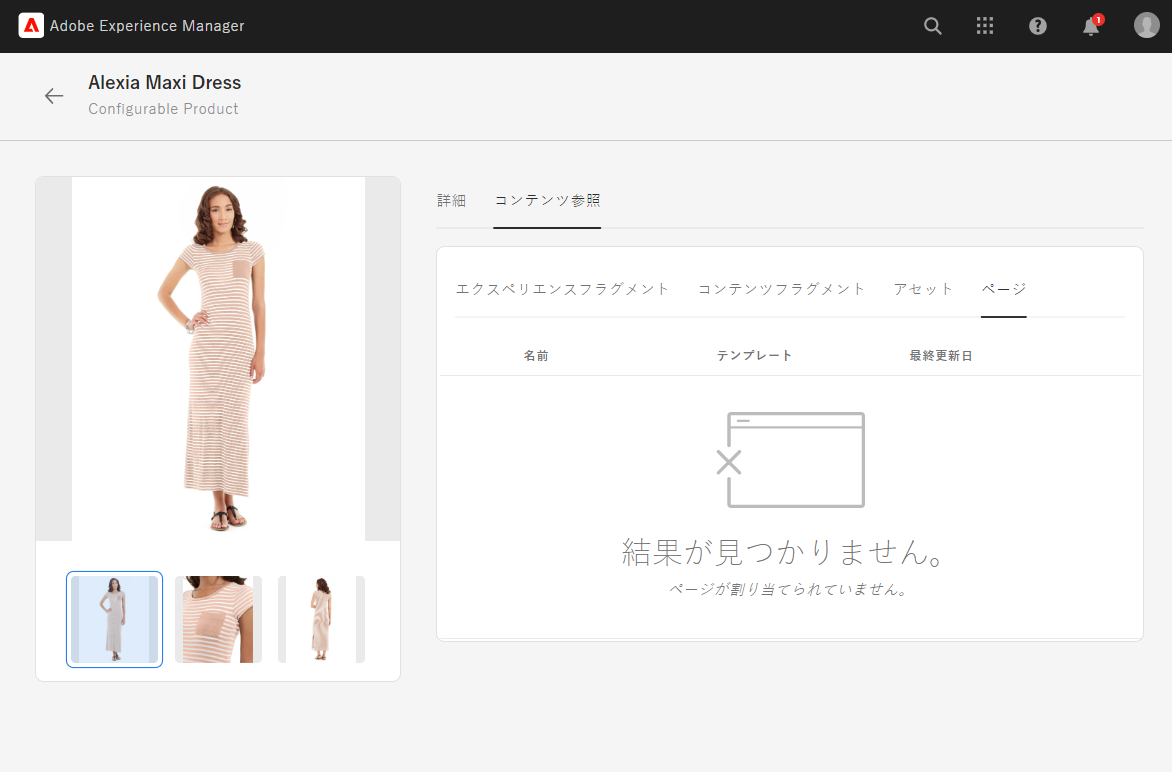 Adobe Experience Manager
1
Alexia Maxi Dress
Configurable Product
詳細 コンテンツ参照
エクスペリエンスフラグメント コンテンツフラグメント アセット ページ
名前 テンプレート 最終更新日
結果が見つかりません。
ページが割り当てられていません。